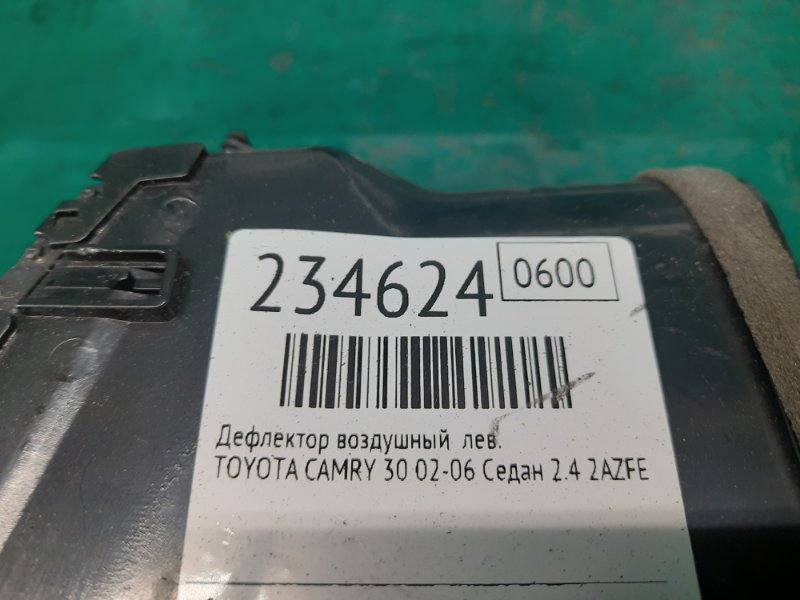 234624 0600
Дефлектор воздушный лев.
TOYOTA CAMRY 30 02-06 Седан 2.4 2AZFE